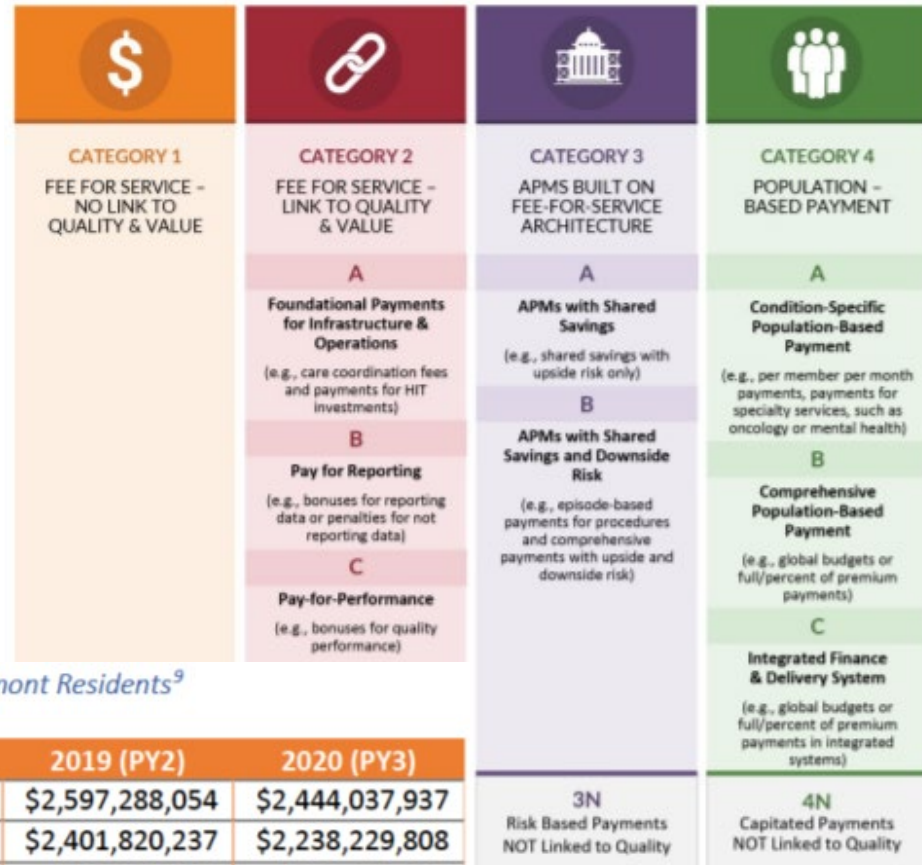 $
CATEGORY 1
FEE FOR SERVICE –
NO LINK TO
QUALITY & VALUE
CATEGORY 2
FEE FOR SERVICE –
LINK TO QUALITY
& VALUE
A
Foundational Payments
for Infrastructure &
Operations
(e.g., care coordination fees
and payments for HIT
investments)
B
Pay for Reporting
(e.g., bonuses for reporting
data or penalties for not
reporting data)
C
Pay-for-Performance
(e.g., bonuses for quality
performance)
CATEGORY 3
APMS BUILT ON
FEE-FOR-SERVICE
ARCHITECTURE
A
APMs with Shared
Savings
(e.g., shared savings with
upside risk only)
B
APMs with Shared
Savings and Downside
Risk
(e.g., episode-based
payments for procedures
and comprehensive
payments with upside and
downside risk)
3N
Risk Based Payments
NOT Linked to Quality
CATEGORY 4
POPULATION –
BASED PAYMENT
A
Condition-Specific
Population-Based
Payment
(e.g., per member per month
payments, payments for
specialty services, such as
oncology or mental health)
B
Comprehensive
Population-Based
Payment
(e.g., global budgets or
full/percent of premium
payments)
C
Integrated Finance
& Delivery System
(e.g., global budgets or
full/percent of premium
payments in integrated
systems)
4N
Capitated Payments
NOT Linked to Quality
mont Residents⁹
2019 (PY2) 2020 (PY3)
$2,597,288,054 $2,444,037,937
$2,401,820,237 $2,238,229,808